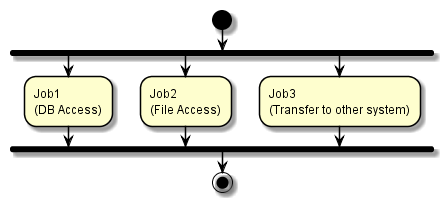 Job1
(DB Access)
Job2
(File Access)
Job3
(Transfer to other system)